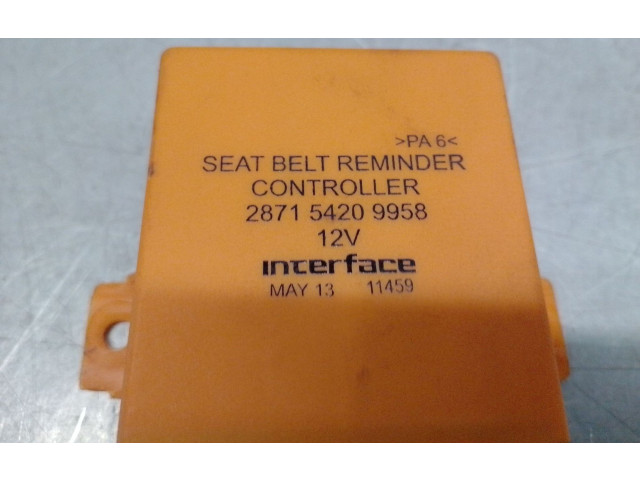 >PA 6<
SEAT BELT REMINDER
CONTROLLER
2871 5420 9958
12V
interface
MAY 13 11459